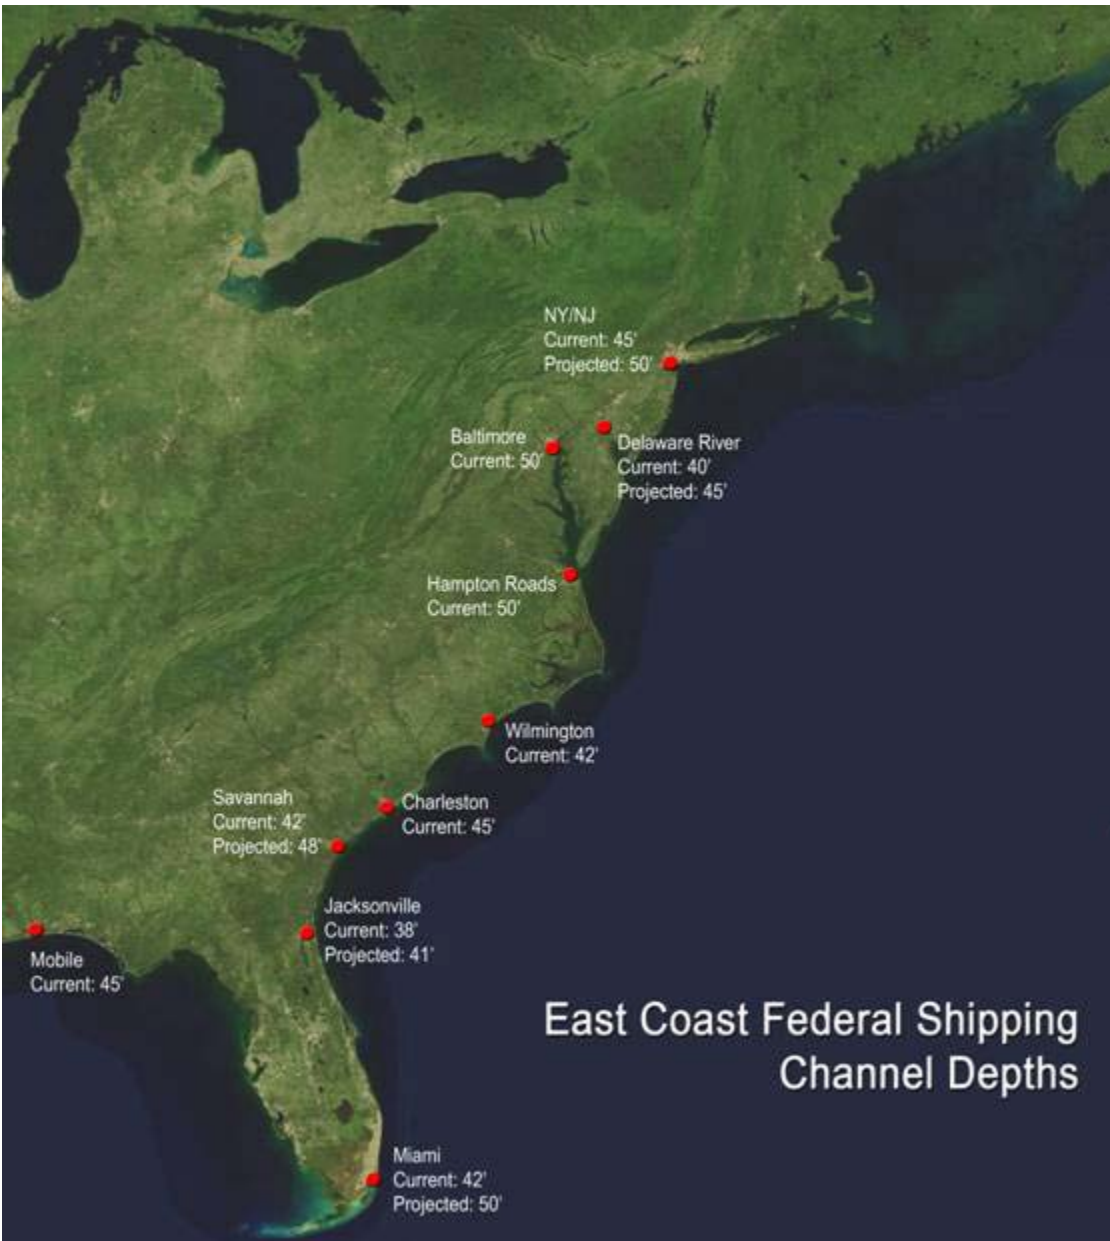 NY/NJ
Current: 45'
Projected: 50'
Baltimore
Current: 50'
Delaware River
Current: 40'
Projected: 45'
Hampton Roads
Current: 50'
Wilmington
Current: 42'
Savannah
Current: 42'
Projected: 48'
Charleston
Current: 45'
Jacksonville
Current: 38'
Projected: 41'
Mobile
Current: 45'
East Coast Federal Shipping
Channel Depths
Miami
Current: 42'
Projected: 50'